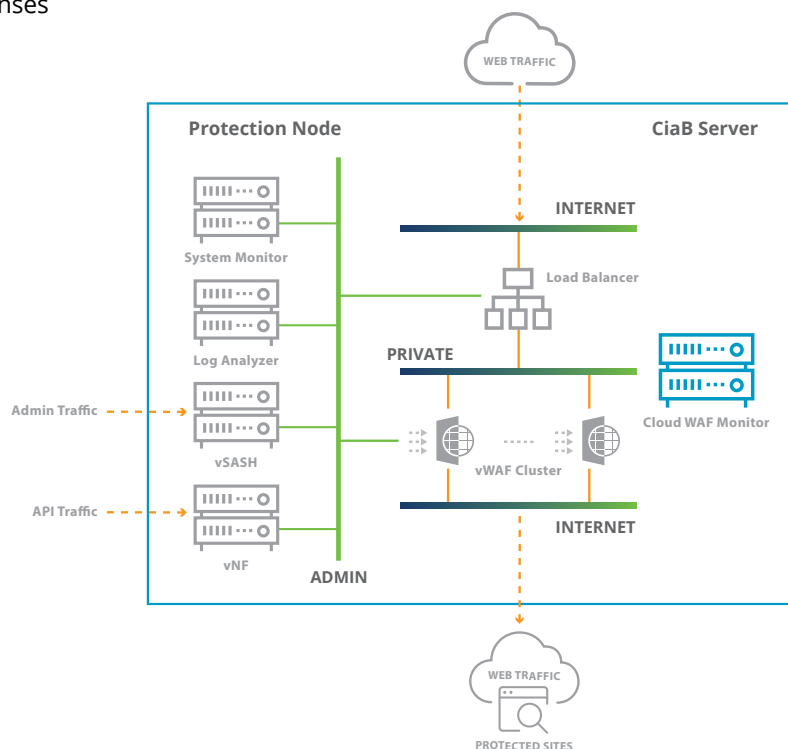 nses
WEB TRAFFIC
Protection Node
CiaB Server
INTERNET
System Monitor
Load Balancer
Log Analyzer
PRIVATE
Admin Traffic
Cloud WAF Monitor
vSASH
vWAF Cluster
API Traffic
INTERNET
vNF
ADMIN
WEB TRAFFIC
PROTECTED SITES